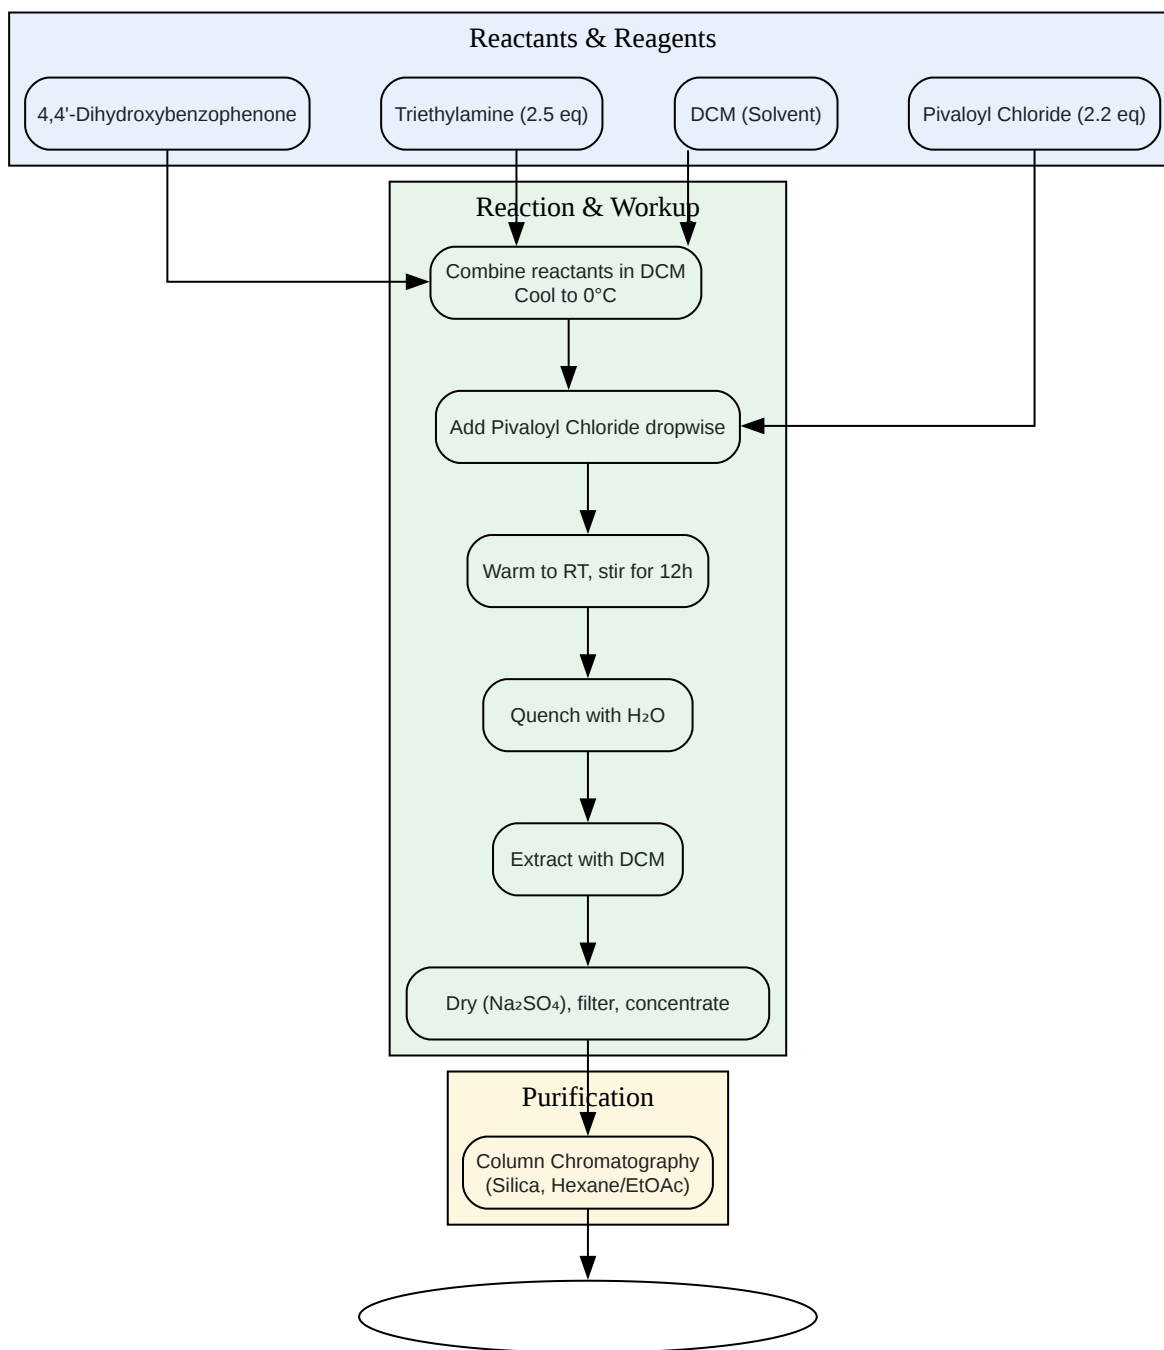 Reactants & Reagents
4,4'-Dihydroxybenzophenone
Triethylamine (2.5 eq)
DCM (Solvent)
Pivaloyl Chloride (2.2 eq)
Reaction & Workup
Combine reactants in DCM
Cool to 0°C
Add Pivaloyl Chloride dropwise
Warm to RT, stir for 12h
Quench with H₂O
Extract with DCM
Dry (Na₂SO₄), filter, concentrate
Purification
Column Chromatography
(Silica, Hexane/EtOAc)